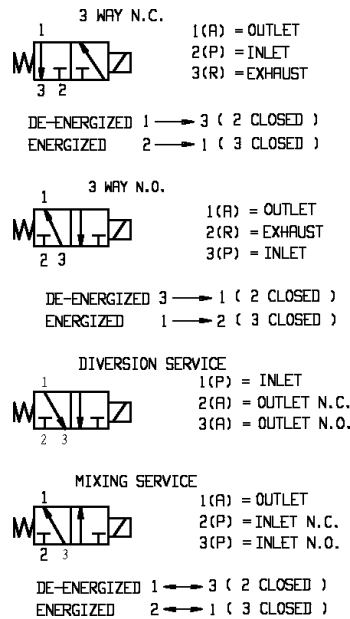 3 WAY N.C.
1
3 2
1(A) = OUTLET
2(P) = INLET
3(R) = EXHAUST
DE-ENERGIZED 1 → 3 ( 2 CLOSED )
ENERGIZED 2 → 1 ( 3 CLOSED )
3 WAY N.O.
1
2 3
1(A) = OUTLET
2(R) = EXHAUST
3(P) = INLET
DE-ENERGIZED 3 → 1 ( 2 CLOSED )
ENERGIZED 1 → 2 ( 3 CLOSED )
DIVERSION SERVICE
1
2 3
1(P) = INLET
2(A) = OUTLET N.C.
3(A) = OUTLET N.O.
MIXING SERVICE
1
2 3
1(A) = OUTLET
2(P) = INLET N.C.
3(P) = INLET N.O.
DE-ENERGIZED 1 ↔ 3 ( 2 CLOSED )
ENERGIZED 2 ↔ 1 ( 3 CLOSED )